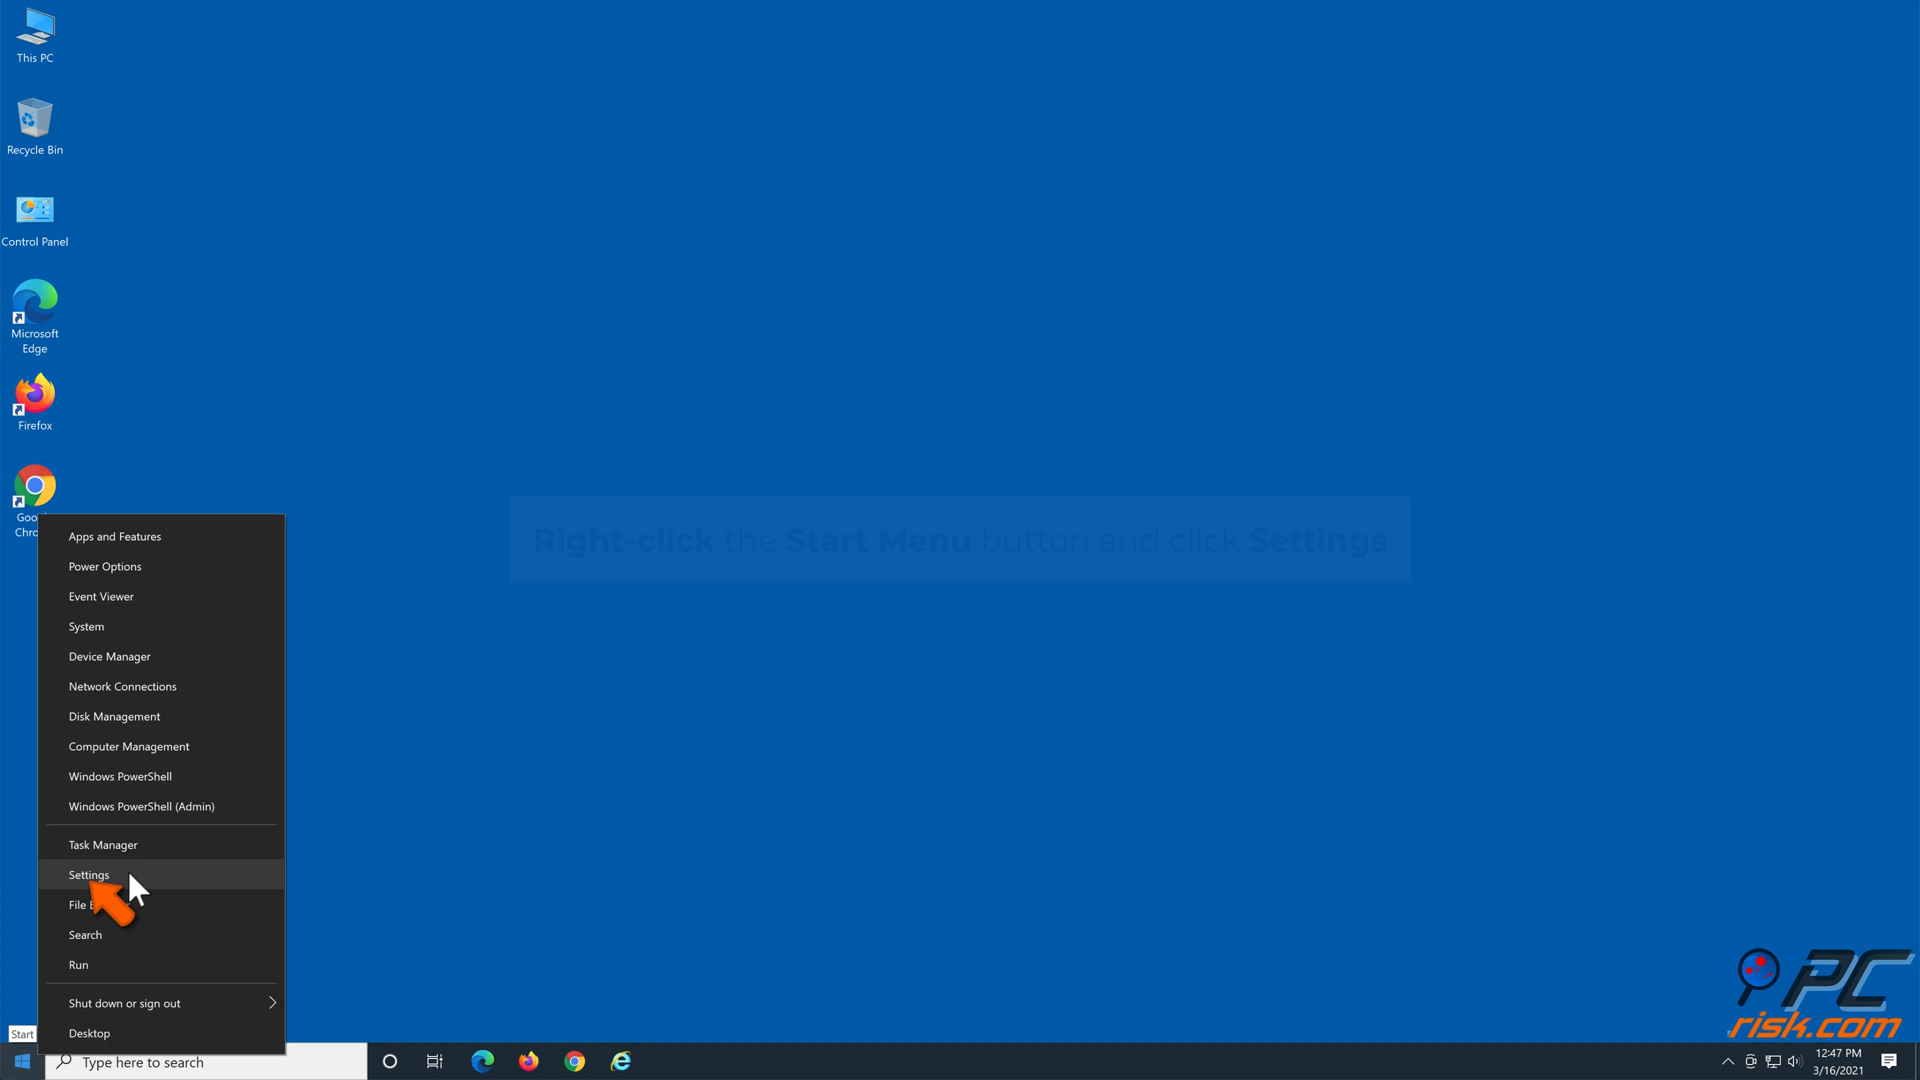 This PC
Recycle Bin
Control Panel
Microsoft
Edge
Firefox
Right-click the Start Menu button and click Settings
Apps and Features
Power Options
Event Viewer
System
Device Manager
Network Connections
Disk Management
Computer Management
Windows PowerShell
Windows PowerShell (Admin)
Task Manager
Settings
File
Search
Run
Shut down or sign out
Desktop
Start
Type here to search
PC
risk.com
12:47 PM
3/16/2021